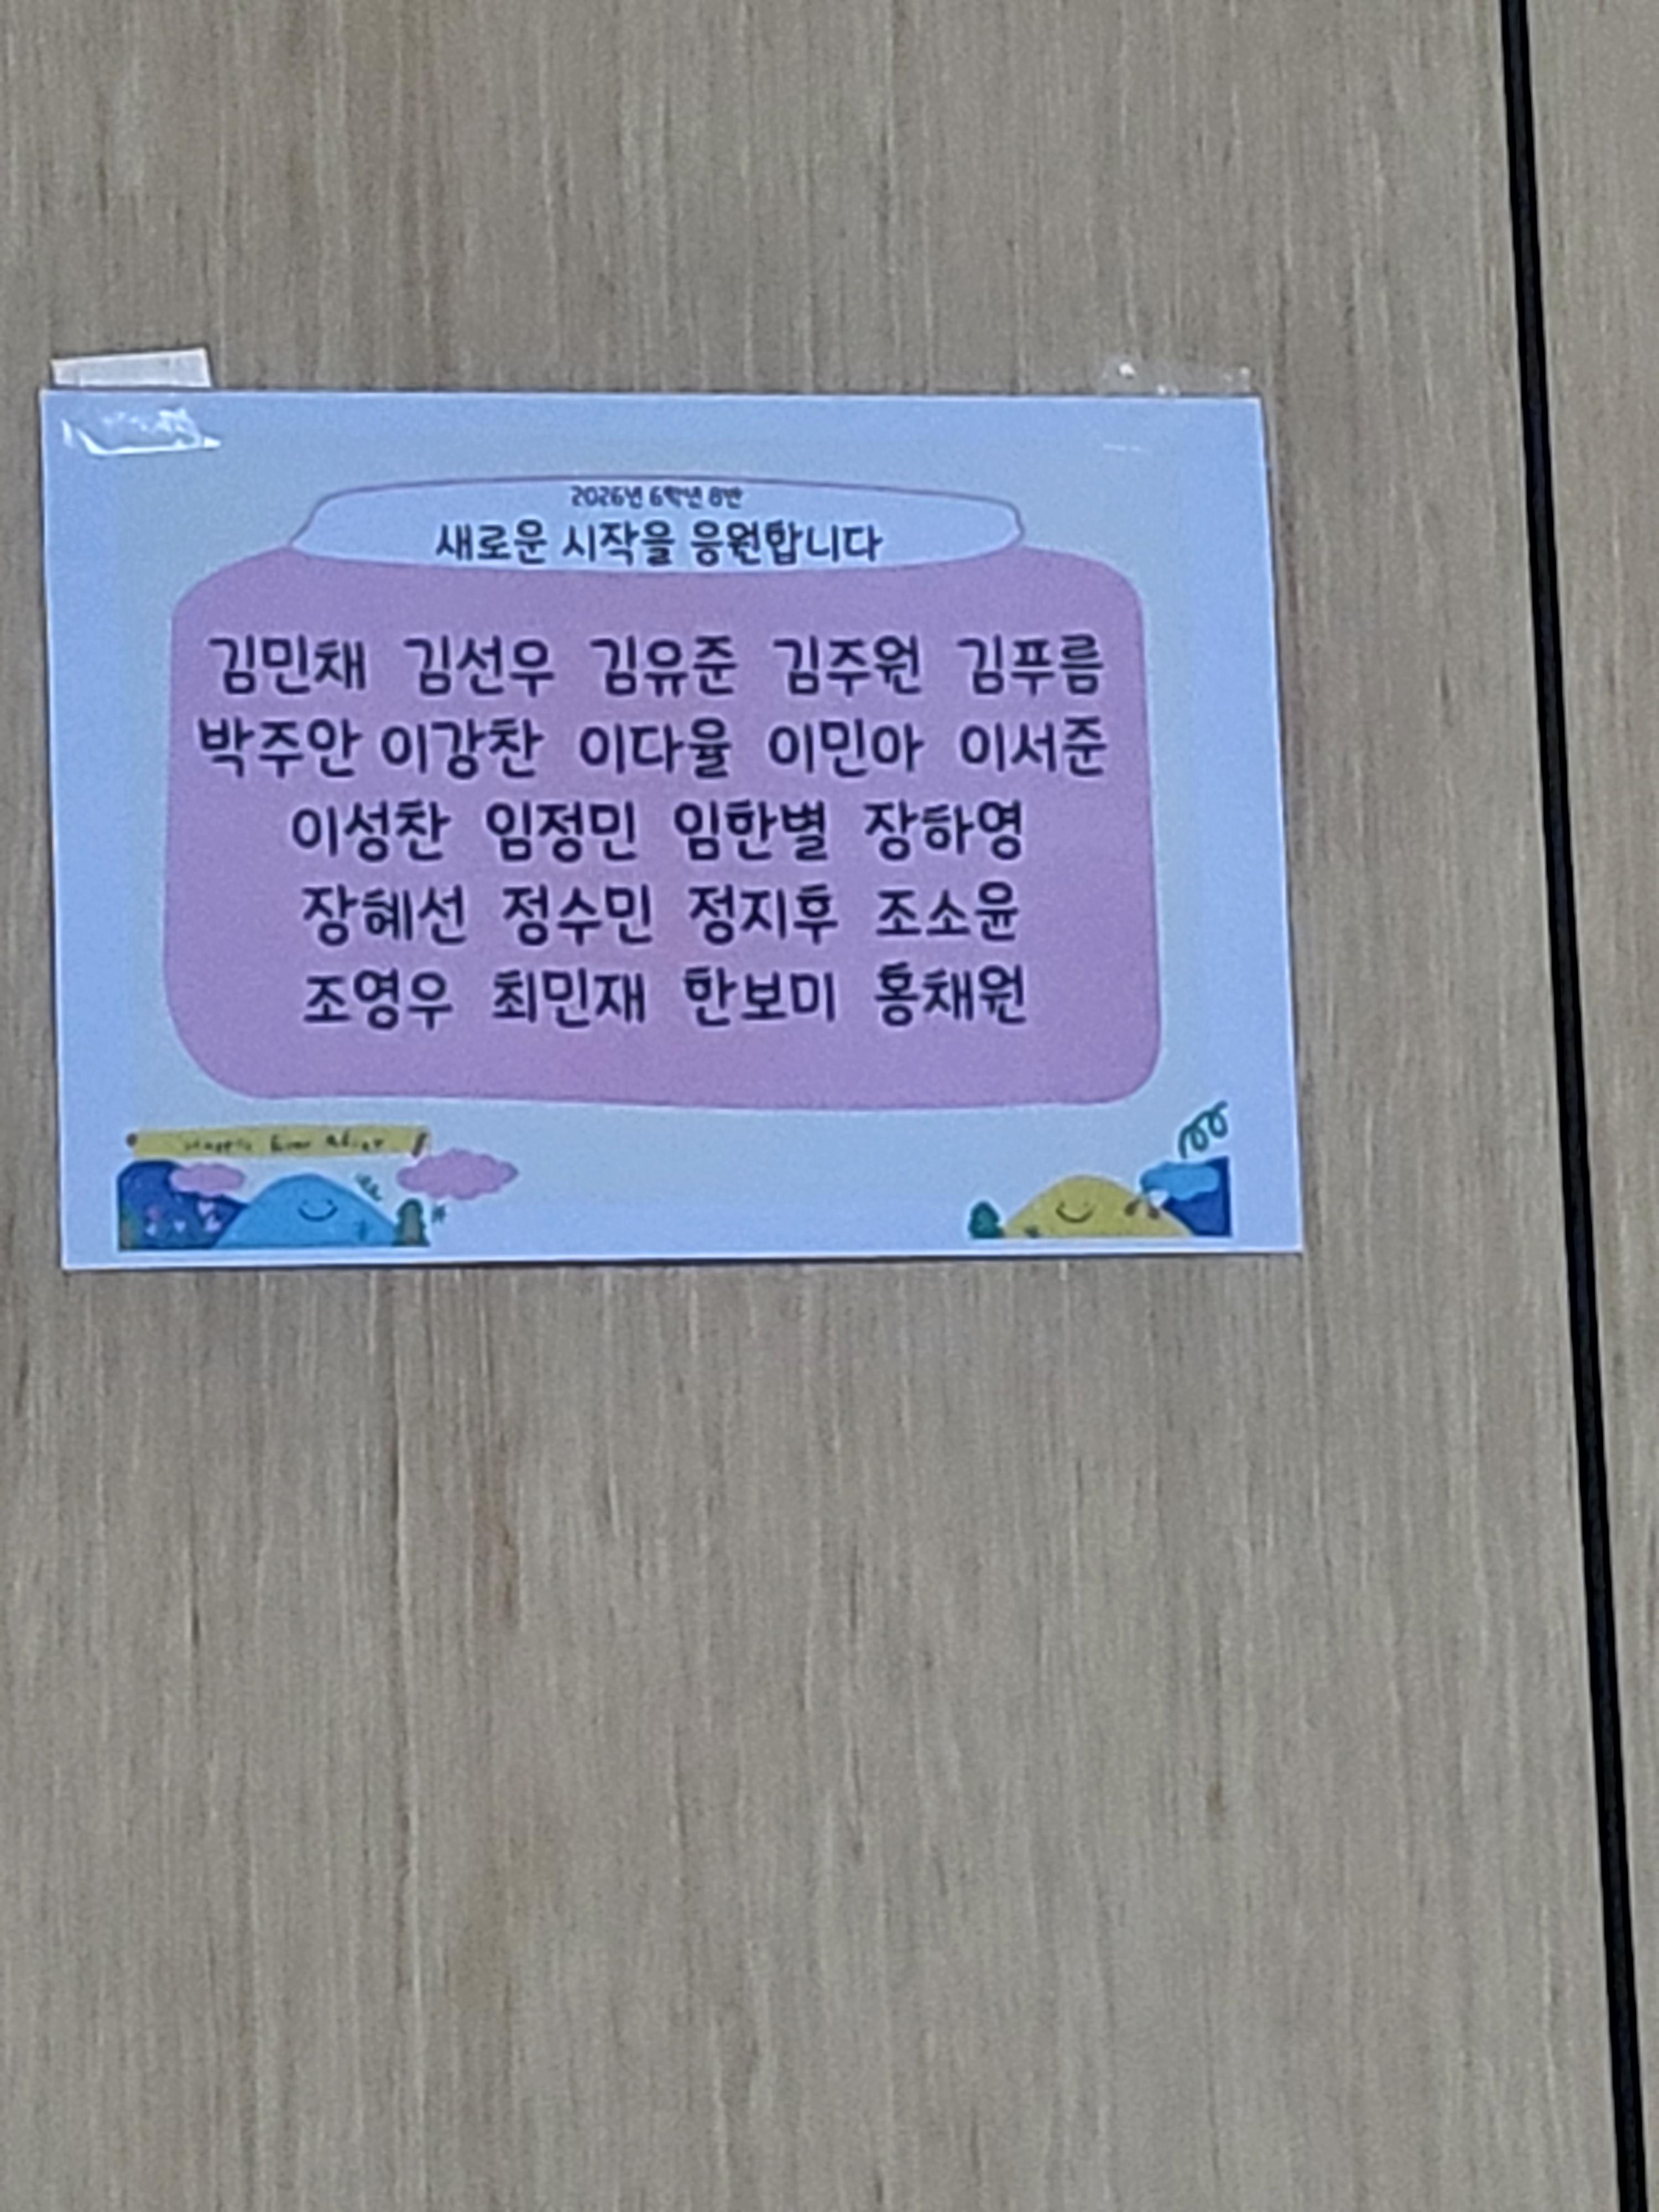 2026년 6학년 8반
새로운 시작을 응원합니다
김민채 김선우 김유준 김주원 김푸름
박주안 이강찬 이다율 이민아 이서준
이성찬 임정민 임한별 장하영
장혜선 정수민 정지후 조소윤
조영우 최민재 한보미 홍채원